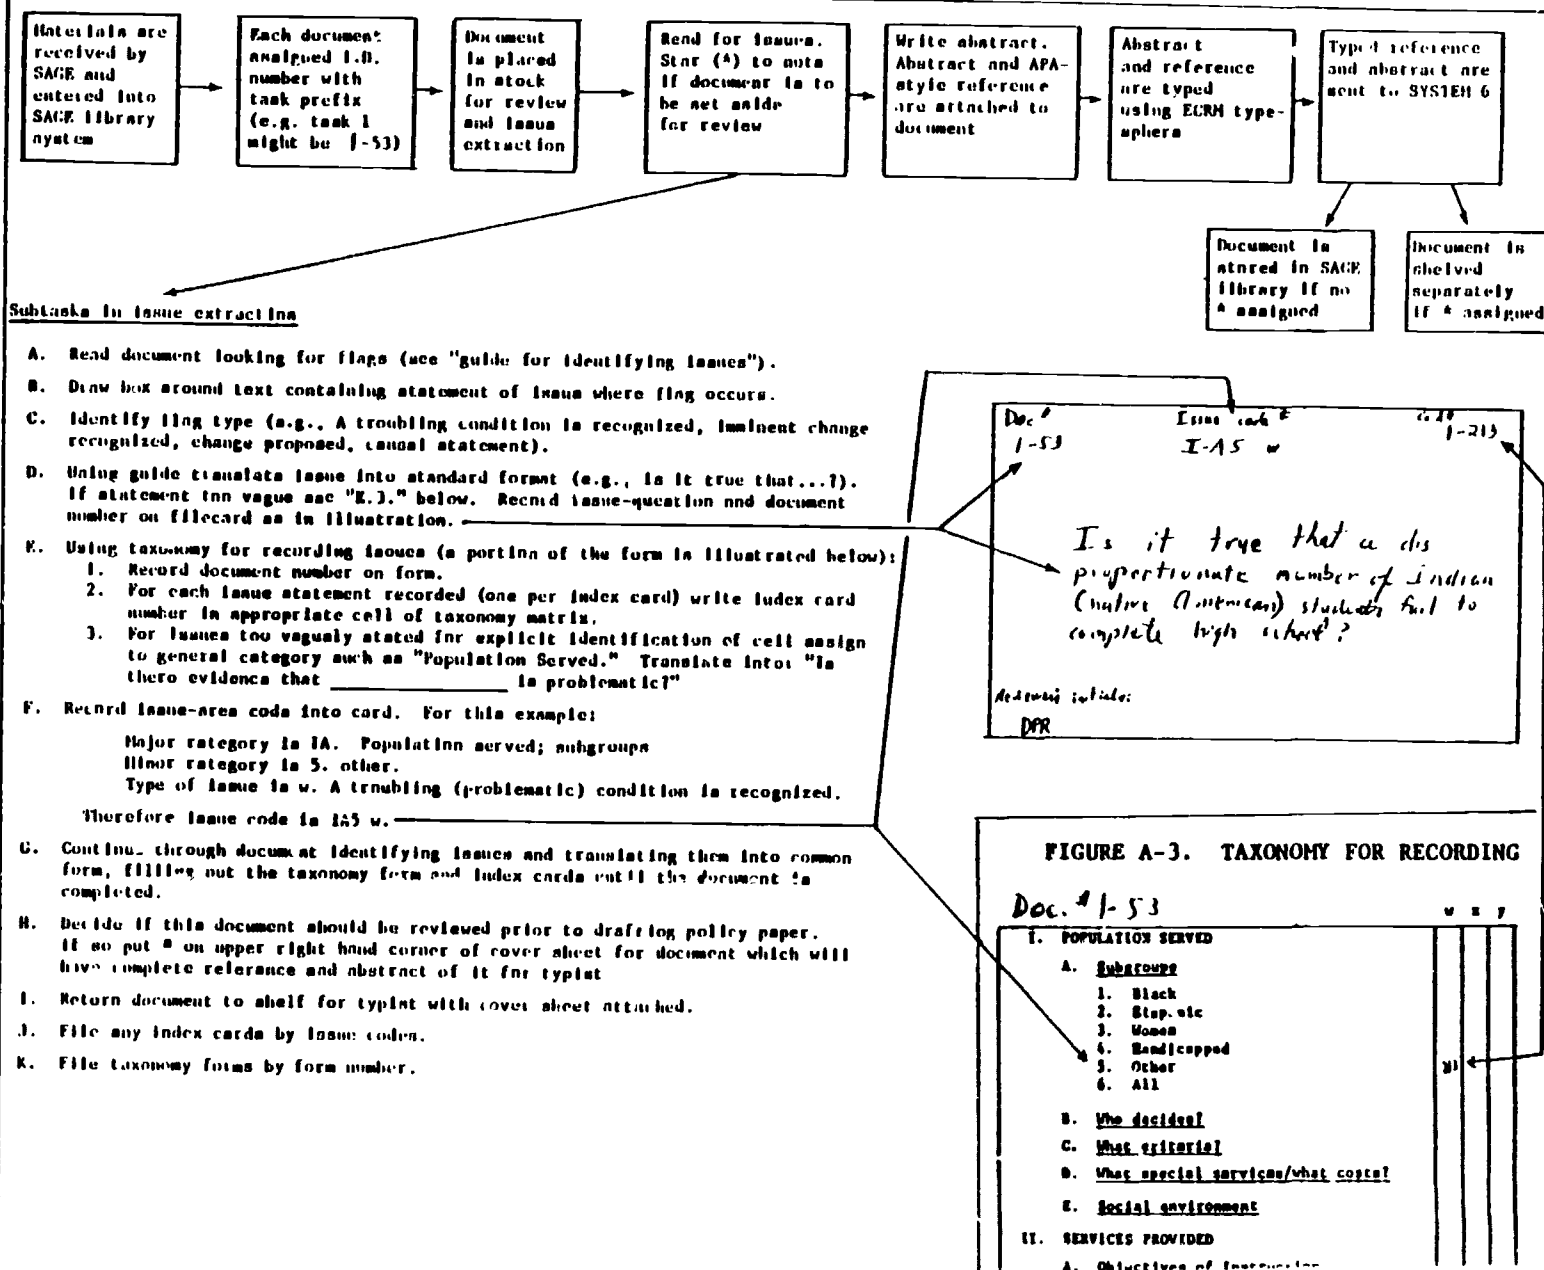 Materials are
received by
SAGE and
entered into
SAGE library
system
Each document
assigned I.D.
number with
task prefix
(e.g. task 1
might be 1-53)
Document
is placed
in stock
for review
and issue
extraction
Read for issues.
Star (*) to note
if document is to
be set aside
for review
Write abstract.
Abstract and APA-
style reference
are attached to
document
Abstract
and reference
are typed
using ECRM type-
sphere
Typed reference
and abstract are
sent to SYSTEM 6
Document is
stored in SAGE
library if no
* assigned
Document is
shelved
separately
if * assigned
Subtasks in issue extraction
A. Read document looking for flags (see "guide for identifying issues").
B. Draw box around text containing statement of issue where flag occurs.
C. Identify flag type (e.g., A troubling condition is recognized, imminent change
recognized, change proposed, causal statement).
D. Using guide translate issue into standard format (e.g., is it true that...?).
If statement too vague see "E.3." below. Record issue-question and document
number on filecard as in illustration.
E. Using taxonomy for recording issues (a portion of the form is illustrated below):
1. Record document number on form.
2. For each issue statement recorded (one per index card) write index card
number in appropriate cell of taxonomy matrix.
3. For issues too vaguely stated for explicit identification of cell assign
to general category such as "Population Served." Translate into: "Is
there evidence that ______________ is problematic?"
F. Record issue-area code into card. For this example:
Major category is IA. Population served; subgroups
Minor category is 5. other.
Type of issue is w. A troubling (problematic) condition is recognized.
Therefore issue code is IA5 w.
G. Continue through document identifying issues and translating them into common
form, filling out the taxonomy form and index cards until the document is
completed.
H. Decide if this document should be reviewed prior to drafting policy paper.
If so put * on upper right hand corner of cover sheet for document which will
have complete reference and abstract of it for typist
I. Return document to shelf for typist with cover sheet attached.
J. File any index cards by issue codes.
K. File taxonomy forms by form number.
Doc # Issue code # Card #
1-53 I-A5 w 1-213
Is it true that a dis
proportionate number of Indian
(native American) students fail to
complete high school?
Reviewer's initials:
DPR
FIGURE A-3. TAXONOMY FOR RECORDING
Doc. # 1-53
w x y
I. POPULATION SERVED
A. Subgroups
1. Black
2. Hispanic
3. Women
4. Handicapped
5. Other
6. All
B. Who decides?
C. What criteria?
D. What special services/what costs?
E. Social environment
II. SERVICES PROVIDED
A. Objectives of Instruction